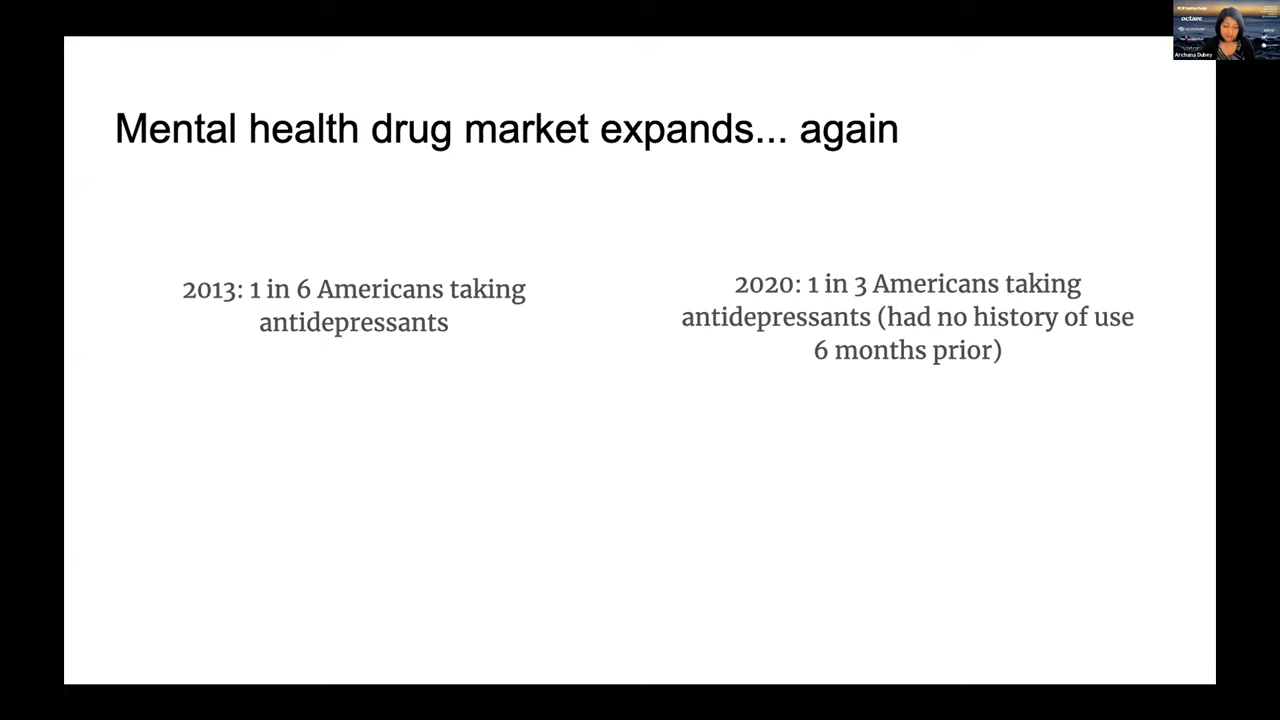 Mental health drug market expands... again
2013: 1 in 6 Americans taking
antidepressants
2020: 1 in 3 Americans taking
antidepressants (had no history of use
6 months prior)
octave
Archana Dubey